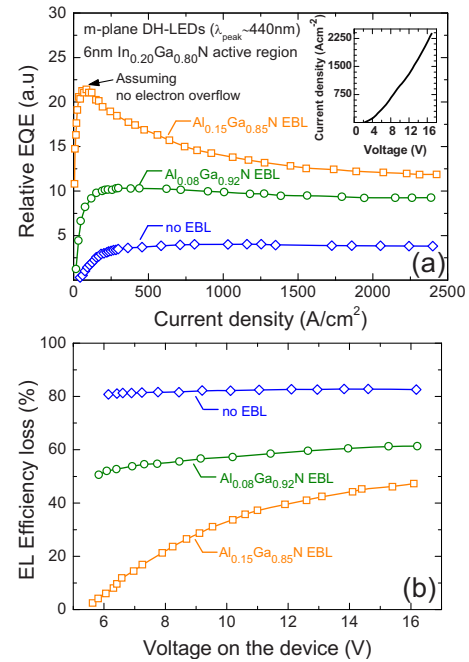 (a)
m-plane DH-LEDs (λpeak~440nm)
6nm In0.20Ga0.80N active region
Assuming
no electron overflow
Al0.15Ga0.85N EBL
Al0.08Ga0.92N EBL
no EBL
Relative EQE (a.u)
30
25
20
15
10
5
0 500 1000 1500 2000 2500
Current density (A/cm²)
Current density (Acm⁻²)
2250
1500
750
0 4 8 12 16
Voltage (V)
(a)
EL Efficiency loss (%)
100
80
60
40
20
0
no EBL
Al0.08Ga0.92N EBL
Al0.15Ga0.85N EBL
(b)
6 8 10 12 14 16
Voltage on the device (V)